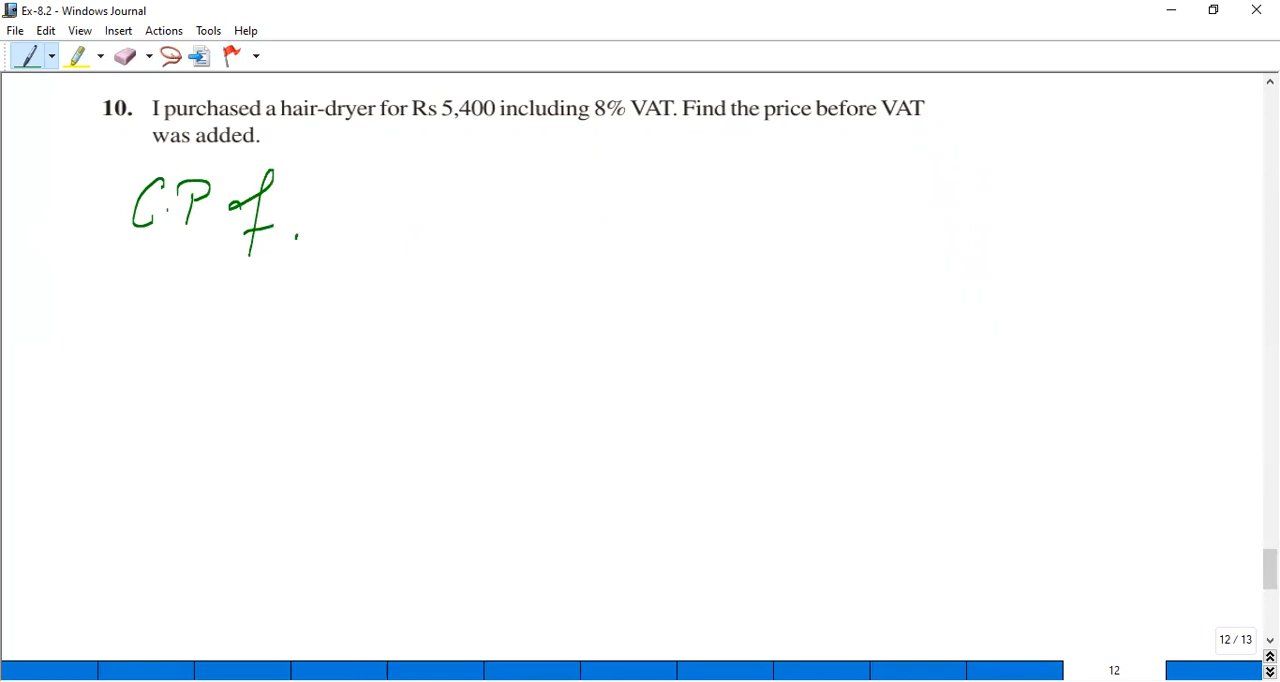 Ex-8.2 - Windows Journal
File Edit View Insert Actions Tools Help
10. I purchased a hair-dryer for Rs 5,400 including 8% VAT. Find the price before VAT
was added.
C.P of
12 / 13
12